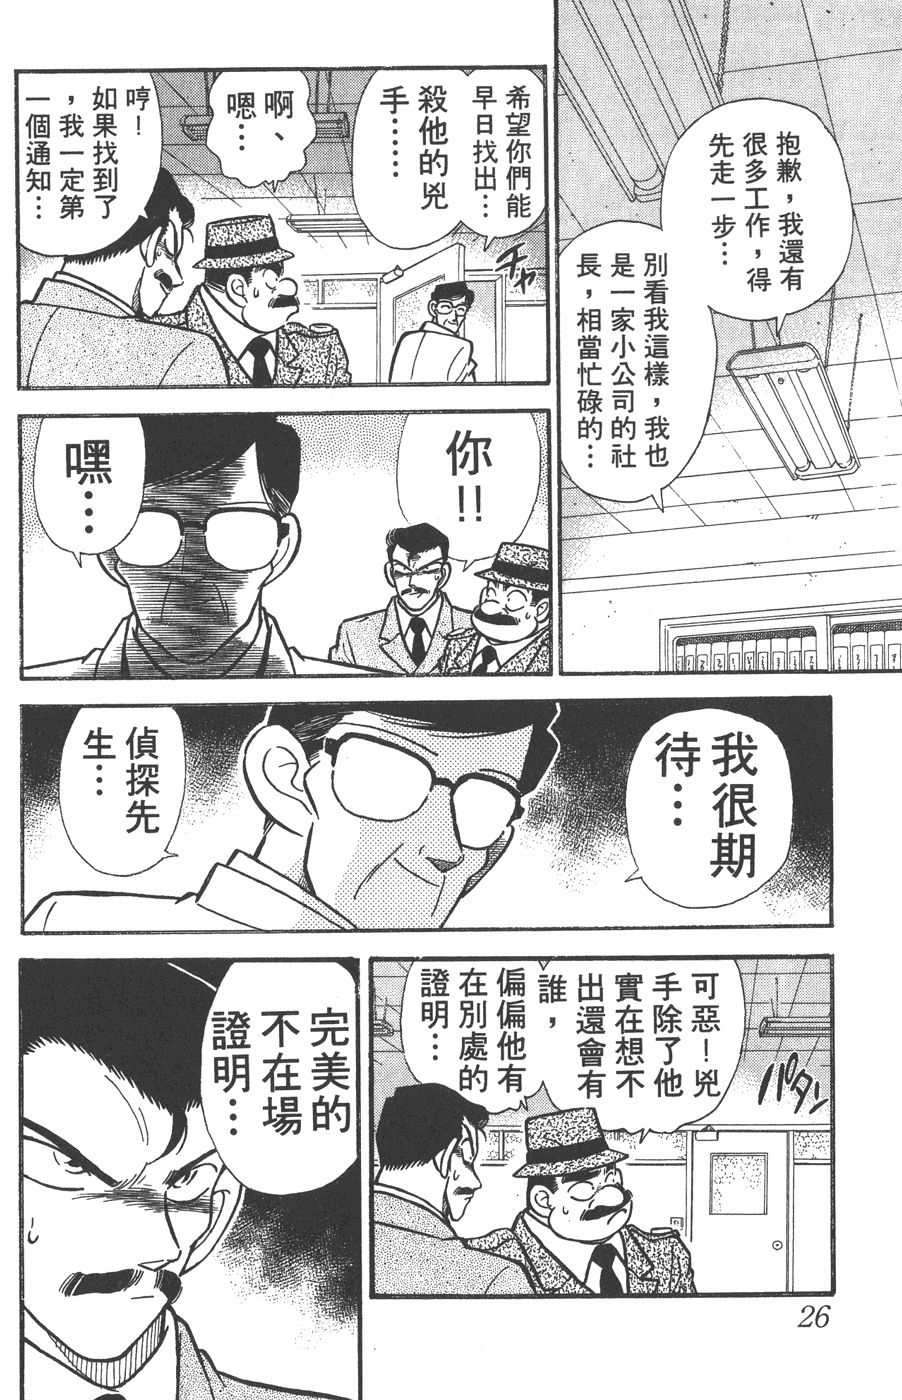 抱歉，我還有
很多工作，得
先走一步…
別看我這樣，我也
是一家小公司的社
長，相當忙碌的…
希望你們能
早日找出…
殺他的兇
手……
啊、
嗯…
哼！
如果找到了
，我一定第
一個通知…
チャ
你!!
嘿…
我很期
待…
偵探先
生…
可惡！兇
手除了他
實在想不
出還會有
誰，
偏偏他有
在別處的
證明…
パタン
完美的
不在場
證明…
26